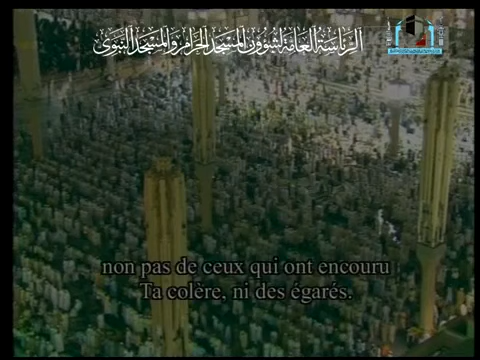 الرئاسة العامة لشؤون المسجد الحرام والمسجد النبوي
non pas de ceux qui ont encouru
Ta colère, ni des égarés.